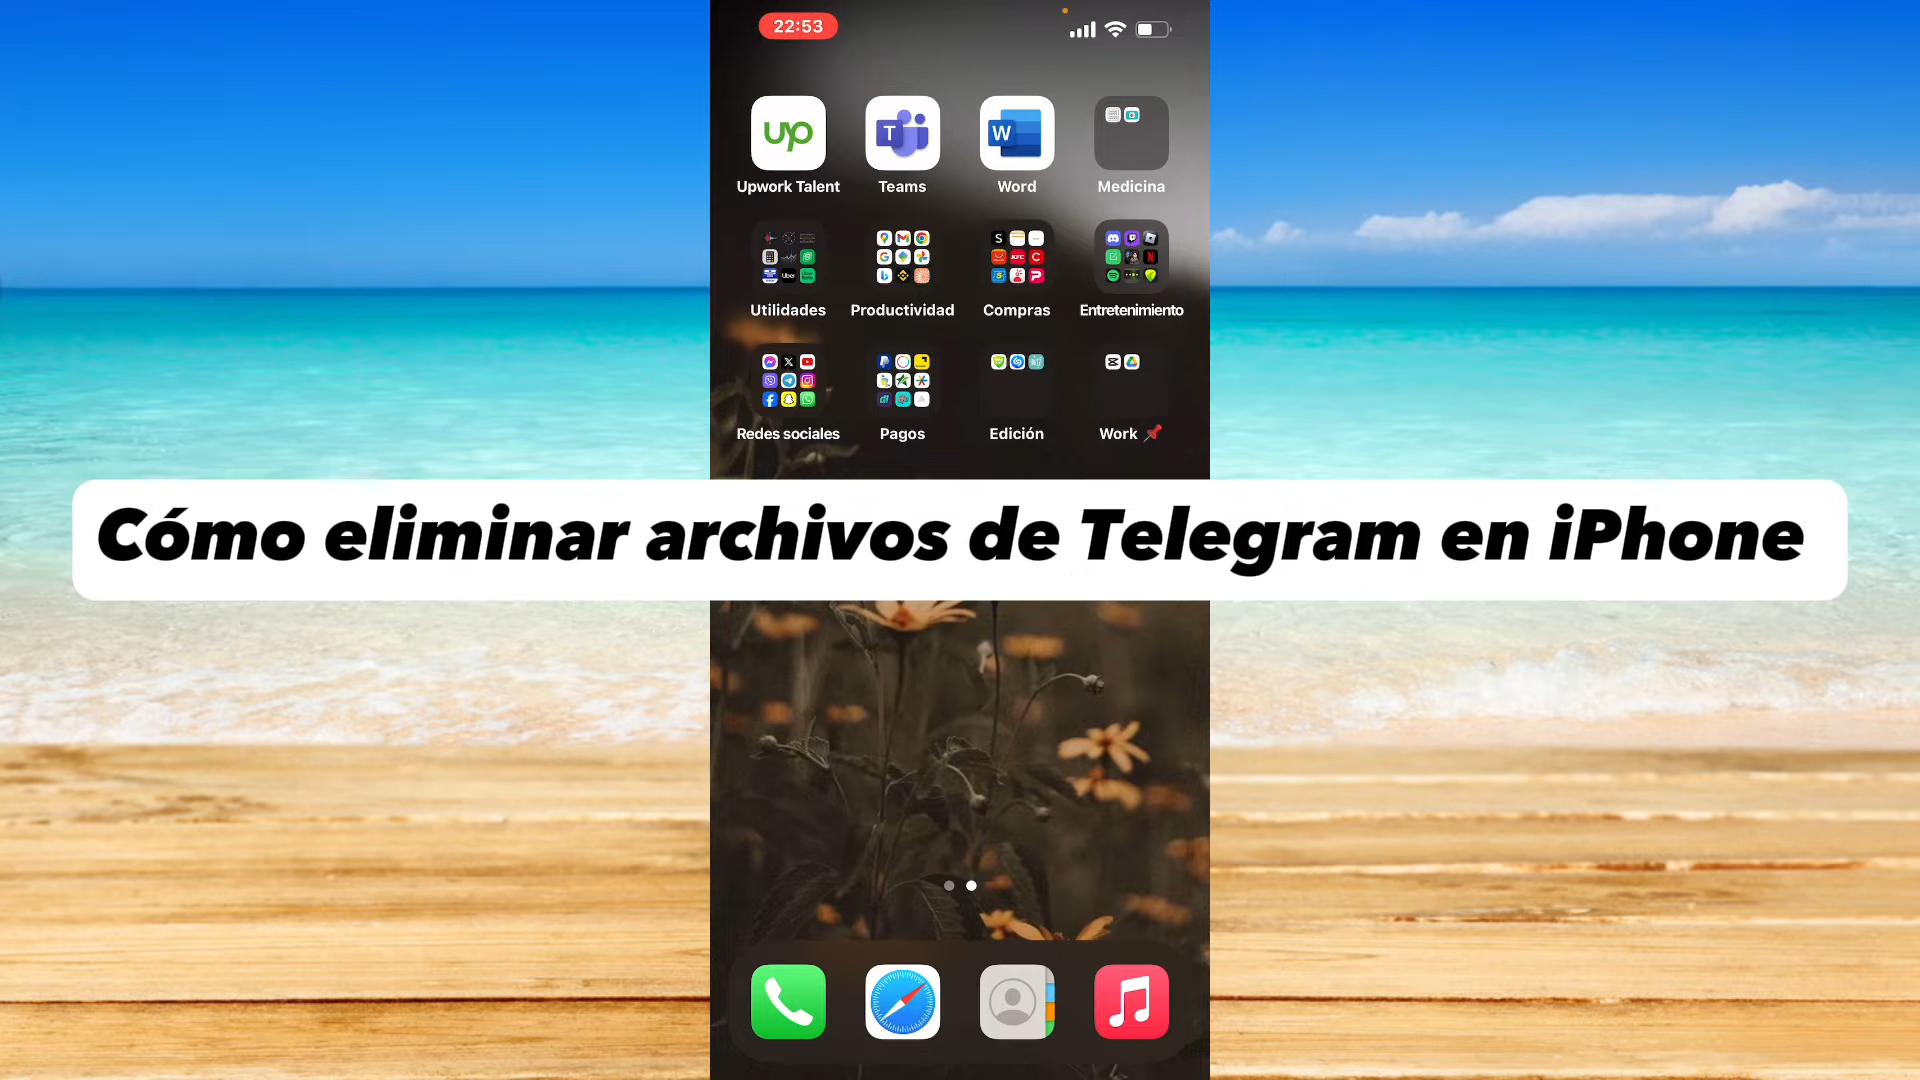 22:53
up
T
W
Upwork Talent
Teams
Word
Medicina
Utilidades
Productividad
Compras
Entretenimiento
Redes sociales
Pagos
Edición
Work
Cómo eliminar archivos de Telegram en iPhone